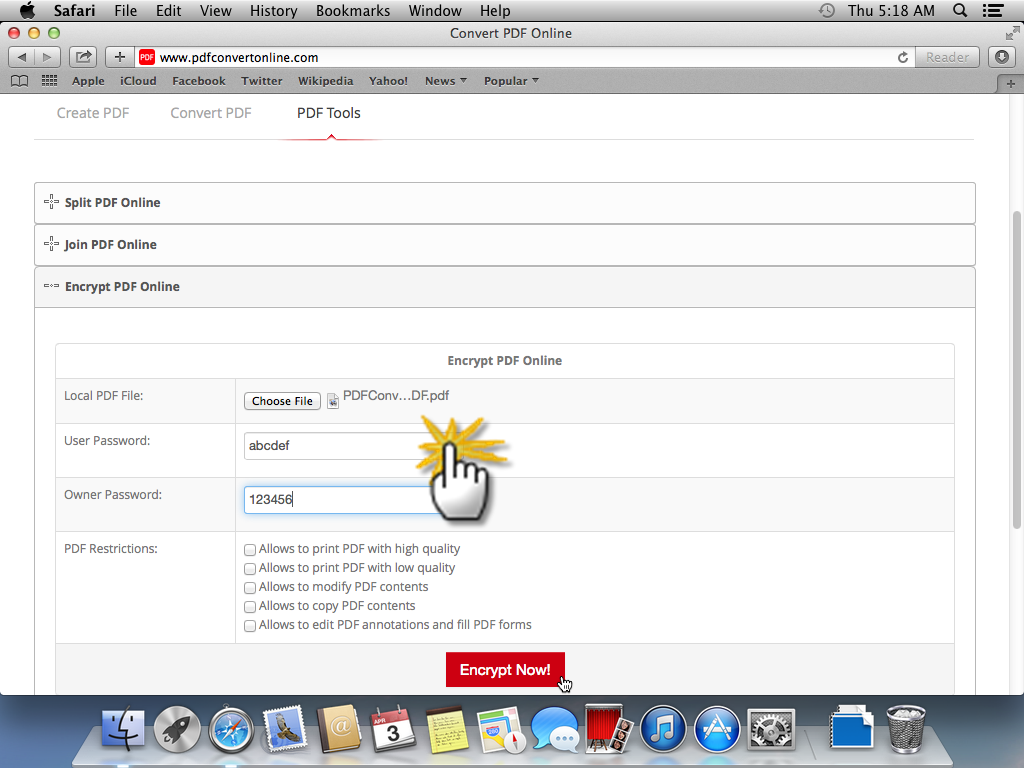 Safari File Edit View History Bookmarks Window Help Thu 5:18 AM
Convert PDF Online
PDF www.pdfconvertonline.com Reader
Apple iCloud Facebook Twitter Wikipedia Yahoo! News Popular
Create PDF Convert PDF PDF Tools
Split PDF Online
Join PDF Online
Encrypt PDF Online
Encrypt PDF Online
Local PDF File: Choose File PDFConv...DF.pdf
User Password: abcdef
Owner Password: 123456
PDF Restrictions: Allows to print PDF with high quality
Allows to print PDF with low quality
Allows to modify PDF contents
Allows to copy PDF contents
Allows to edit PDF annotations and fill PDF forms
Encrypt Now!
APR
3
280